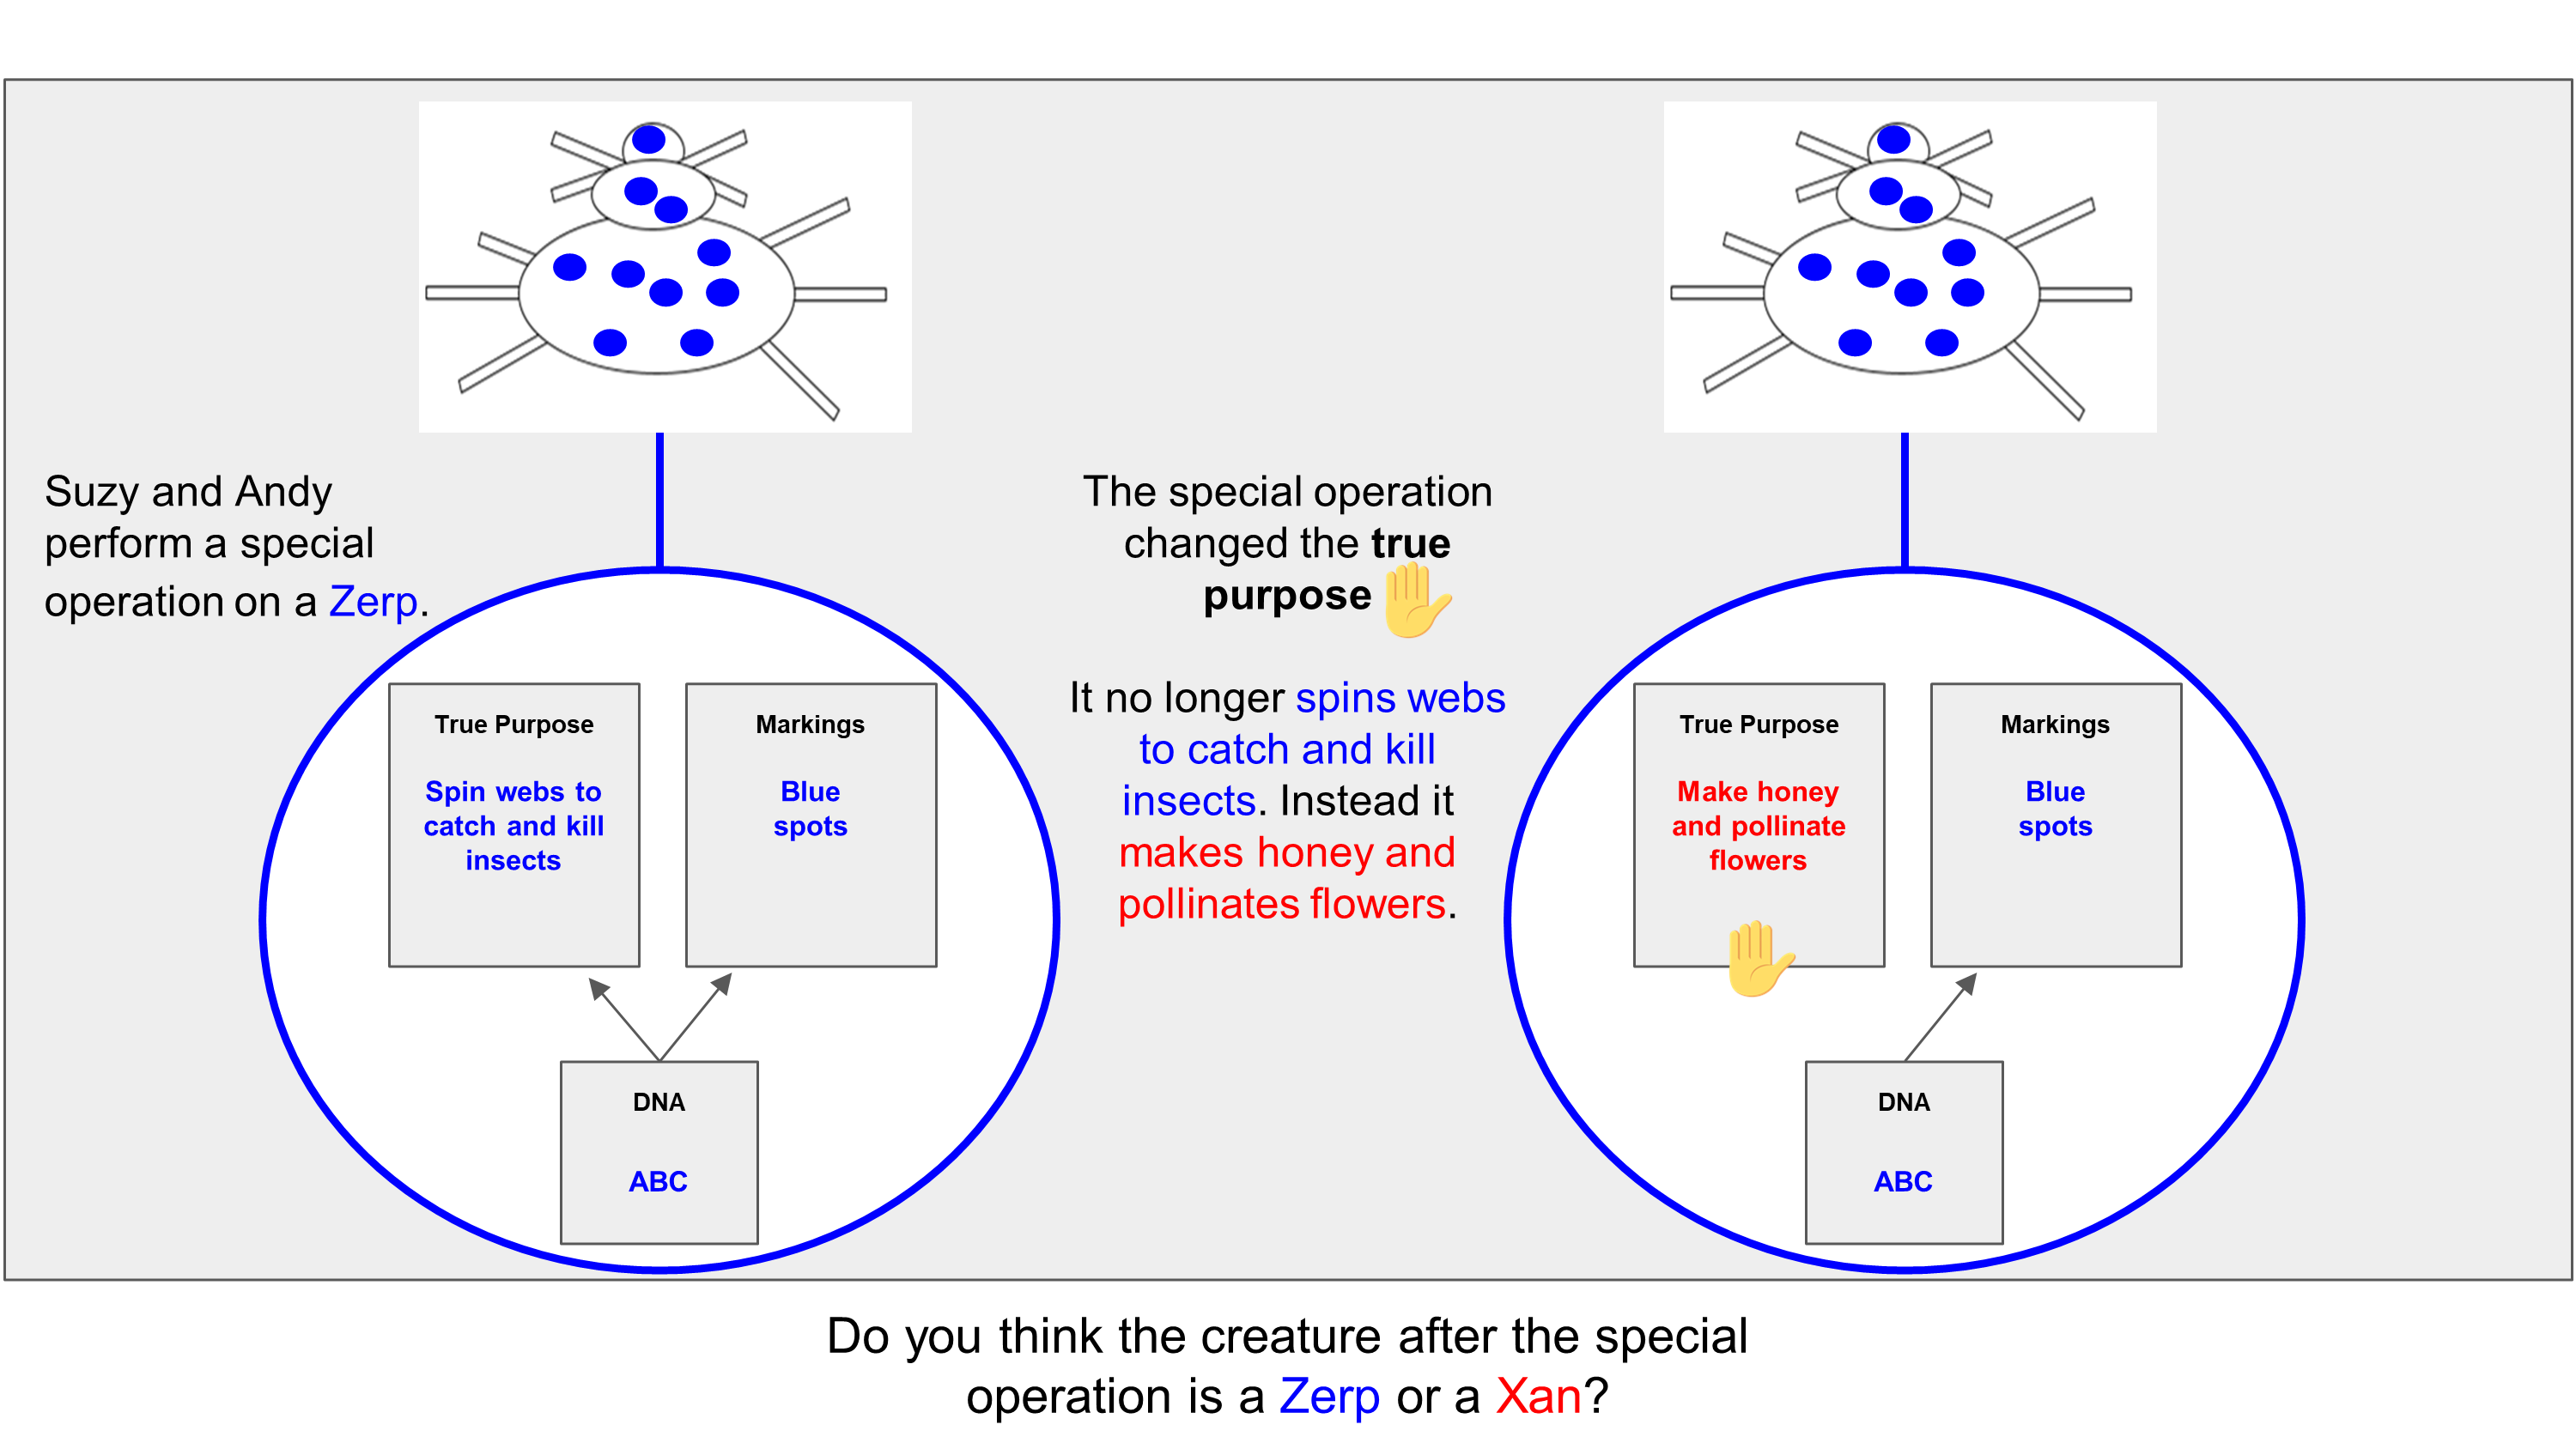 Suzy and Andy
perform a special
operation on a Zerp.
True Purpose
Spin webs to
catch and kill
insects
Markings
Blue
spots
DNA
ABC
The special operation
changed the true
purpose
It no longer spins webs
to catch and kill
insects. Instead it
makes honey and
pollinates flowers.
True Purpose
Make honey
and pollinate
flowers
Markings
Blue
spots
DNA
ABC
Do you think the creature after the special
operation is a Zerp or a Xan?